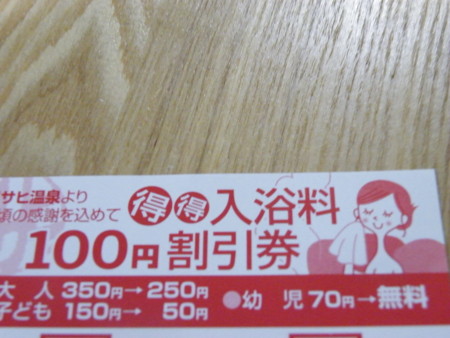 サヒ温泉より
頃の感謝を込めて
得得入浴料
100円割引券
大人 350円→250円 ●幼児 70円→無料
子ども 150円→50円